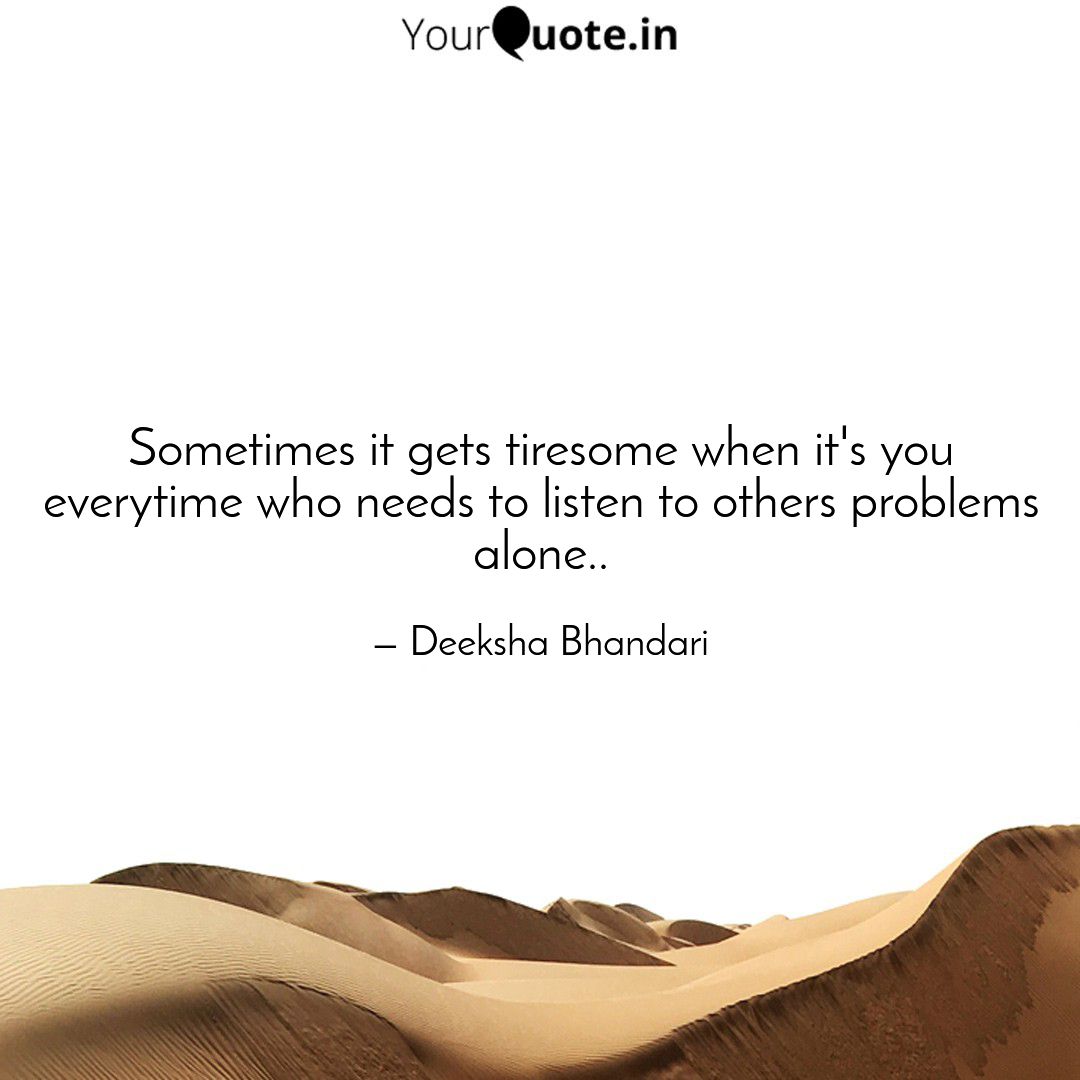 YourQuote.in
Sometimes it gets tiresome when it's you
everytime who needs to listen to others problems
alone..
– Deeksha Bhandari